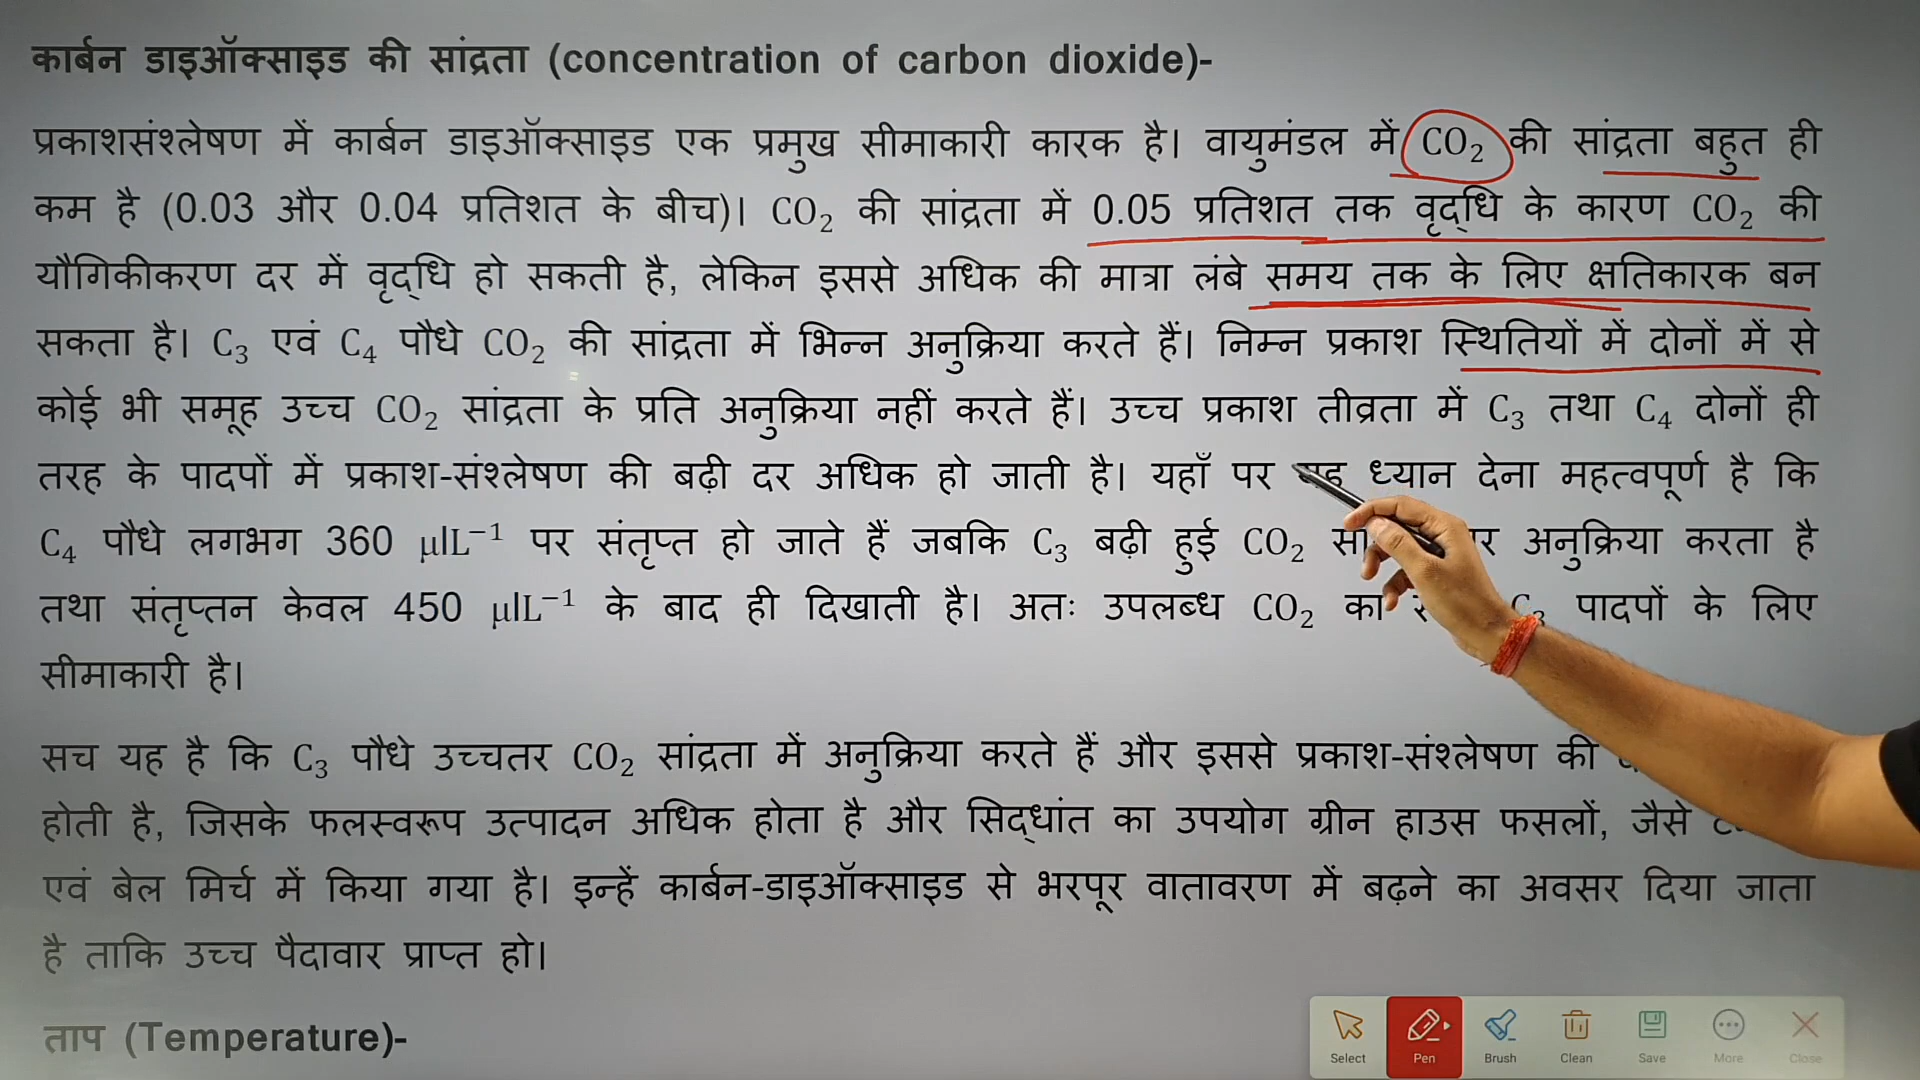 कार्बन डाइऑक्साइड की सांद्रता (concentration of carbon dioxide)-
प्रकाशसंश्लेषण में कार्बन डाइऑक्साइड एक प्रमुख सीमाकारी कारक है। वायुमंडल में CO₂ की सांद्रता बहुत ही
कम है (0.03 और 0.04 प्रतिशत के बीच)। CO₂ की सांद्रता में 0.05 प्रतिशत तक वृद्धि के कारण CO₂ की
यौगिकीकरण दर में वृद्धि हो सकती है, लेकिन इससे अधिक की मात्रा लंबे समय तक के लिए क्षतिकारक बन
सकता है। C₃ एवं C₄ पौधे CO₂ की सांद्रता में भिन्न अनुक्रिया करते हैं। निम्न प्रकाश स्थितियों में दोनों में से
कोई भी समूह उच्च CO₂ सांद्रता के प्रति अनुक्रिया नहीं करते हैं। उच्च प्रकाश तीव्रता में C₃ तथा C₄ दोनों ही
तरह के पादपों में प्रकाश-संश्लेषण की बढ़ी दर अधिक हो जाती है। यहाँ पर ध्यान देना महत्वपूर्ण है कि
C₄ पौधे लगभग 360 μlL⁻¹ पर संतृप्त हो जाते हैं जबकि C₃ बढ़ी हुई CO₂ अनुक्रिया करता है
तथा संतृप्तन केवल 450 μlL⁻¹ के बाद ही दिखाती है। अतः उपलब्ध CO₂ का C₃ पादपों के लिए
सीमाकारी है।
सच यह है कि C₃ पौधे उच्चतर CO₂ सांद्रता में अनुक्रिया करते हैं और इससे प्रकाश-संश्लेषण की
होती है, जिसके फलस्वरूप उत्पादन अधिक होता है और सिद्धांत का उपयोग ग्रीन हाउस फसलों, जैसे
एवं बेल मिर्च में किया गया है। इन्हें कार्बन-डाइऑक्साइड से भरपूर वातावरण में बढ़ने का अवसर दिया जाता
है ताकि उच्च पैदावार प्राप्त हो।
ताप (Temperature)-
Select Pen Brush Clean Save More Close